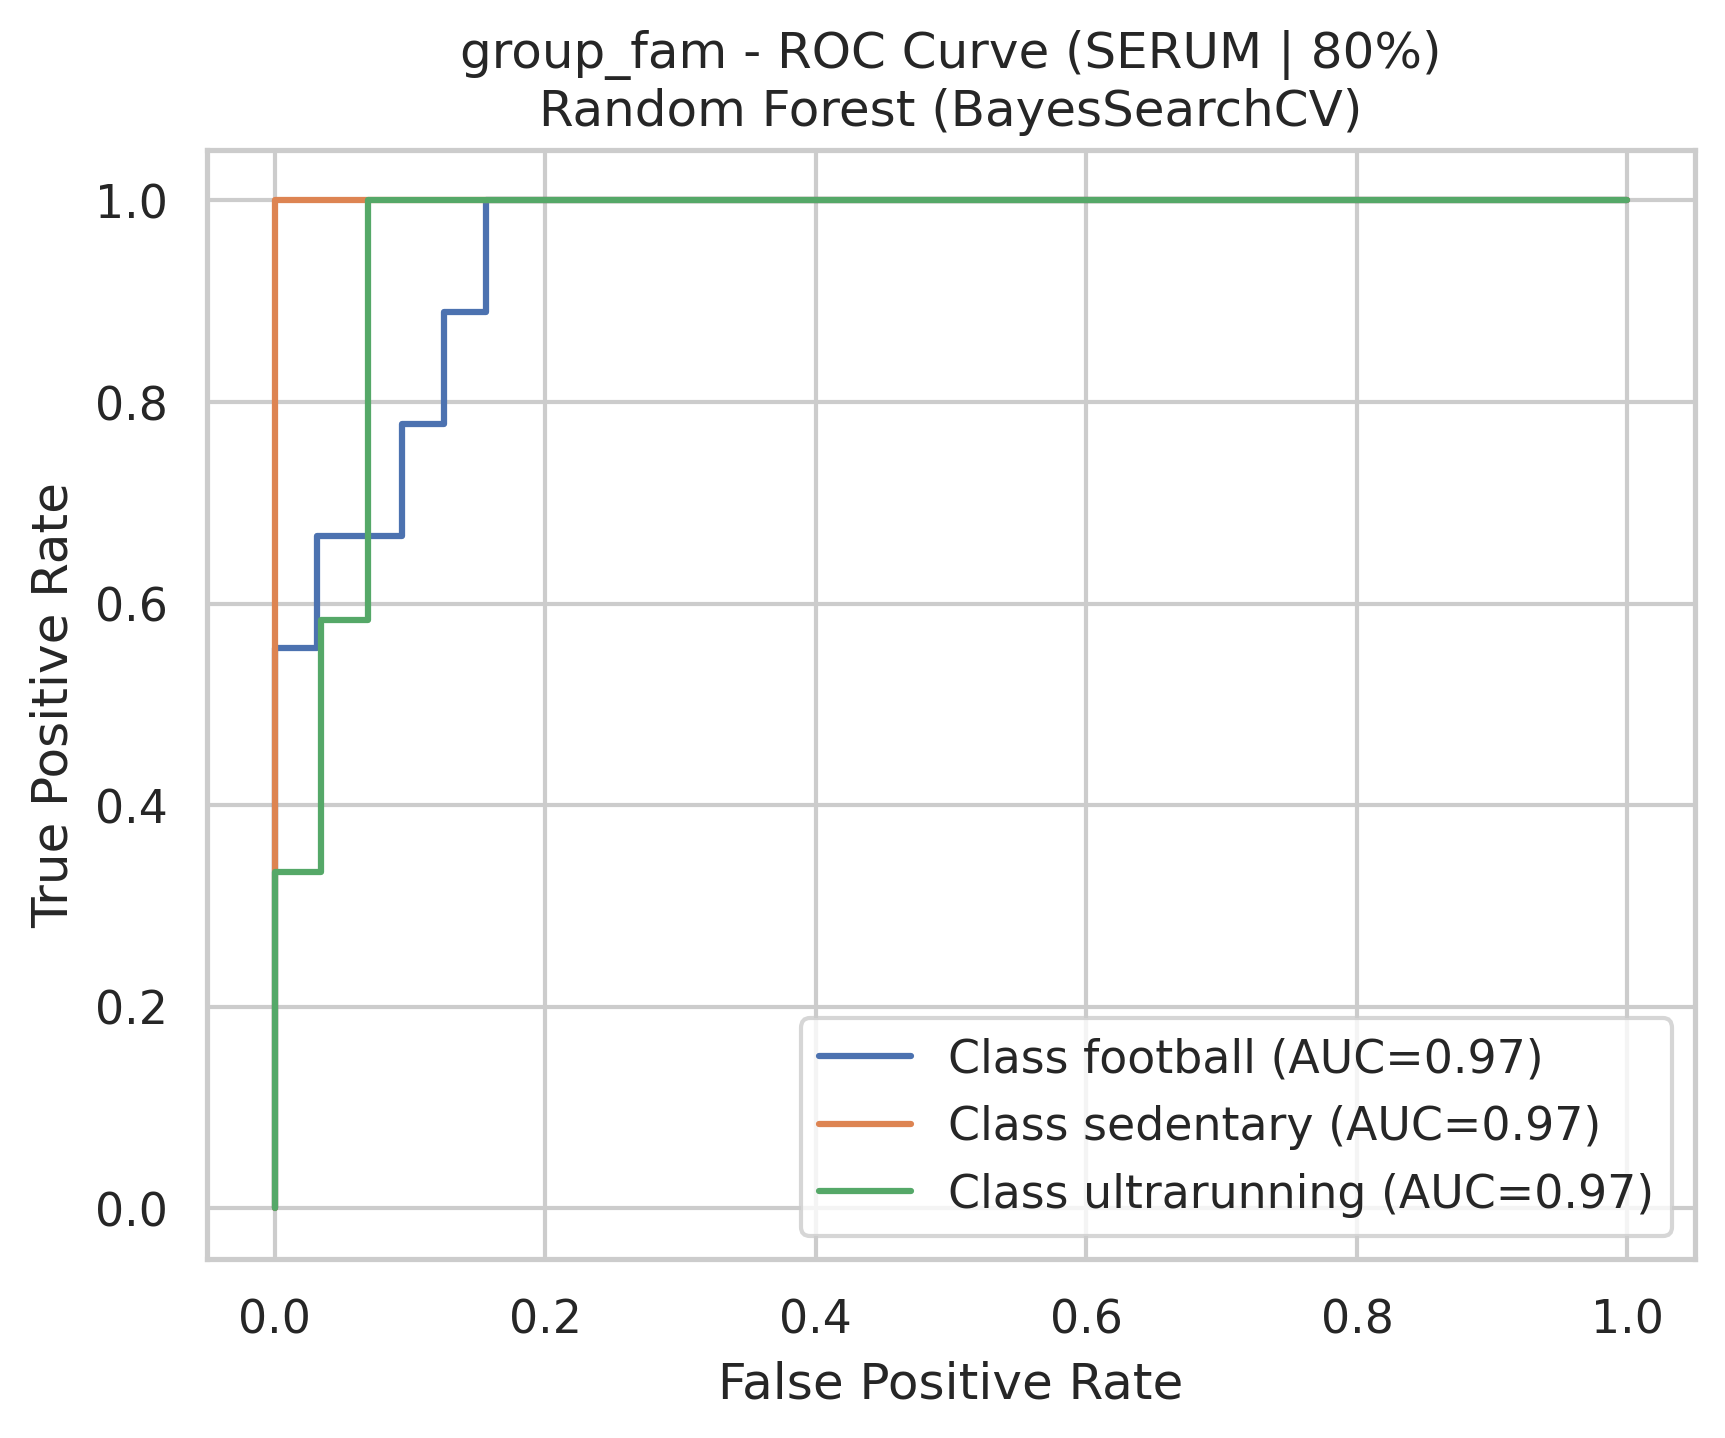 group_fam - ROC Curve (SERUM | 80%)
Random Forest (BayesSearchCV)
1.0
0.8
0.6
0.4
0.2
0.0
True Positive Rate
Class football (AUC=0.97)
Class sedentary (AUC=0.97)
Class ultrarunning (AUC=0.97)
0.0 0.2 0.4 0.6 0.8 1.0
False Positive Rate